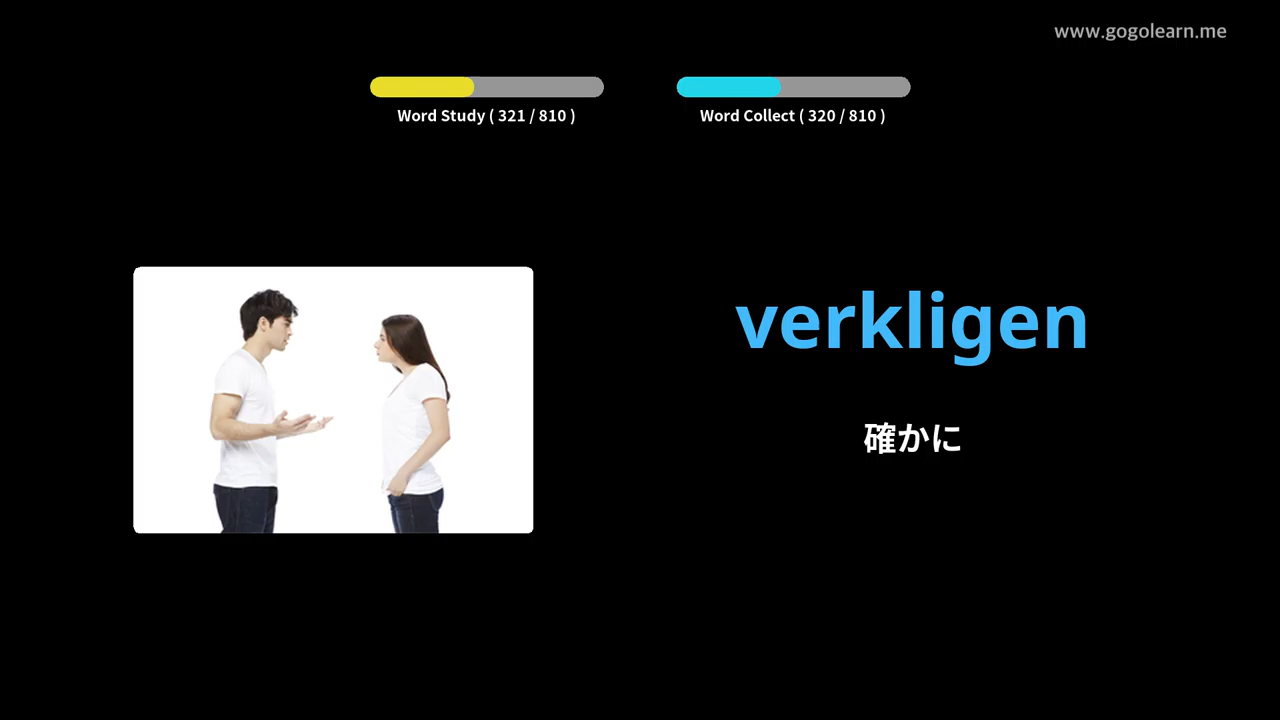 www.gogolearn.me
Word Study ( 321 / 810 )
Word Collect ( 320 / 810 )
verkligen
確かに